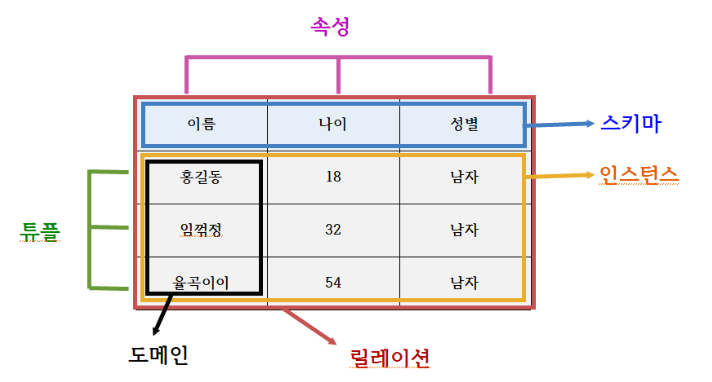 속성
이름 나이 성별
스키마
홍길동 18 남자
인스턴스
튜플
임꺾정 32 남자
율곡이이 54 남자
도메인
릴레이션